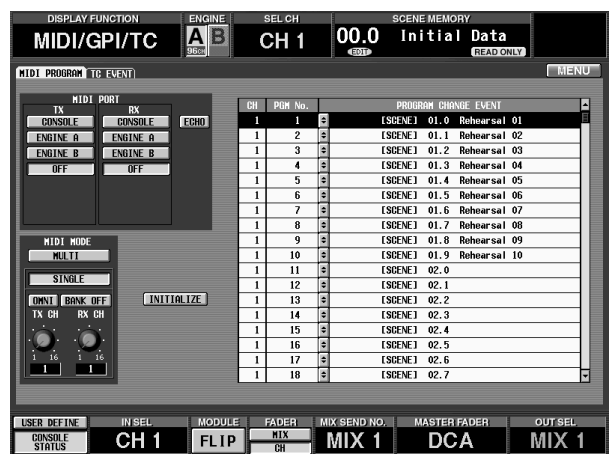 DISPLAY FUNCTION ENGINE SEL CH SCENE MEMORY
MIDI/GPI/TC A B CH 1 00.0 Initial Data
96CH EDIT READ ONLY
MIDI PROGRAM TC EVENT MENU
MIDI PORT
TX RX
CONSOLE CONSOLE ECHO
ENGINE A ENGINE A
ENGINE B ENGINE B
OFF OFF
MIDI MODE
MULTI
SINGLE
OMNI BANK OFF
TX CH RX CH
1 16 1 16
1 1
INITIALIZE
CH PGM No. PROGRAM CHANGE EVENT
1 1 [SCENE] 01.0 Rehearsal 01
1 2 [SCENE] 01.1 Rehearsal 02
1 3 [SCENE] 01.2 Rehearsal 03
1 4 [SCENE] 01.3 Rehearsal 04
1 5 [SCENE] 01.4 Rehearsal 05
1 6 [SCENE] 01.5 Rehearsal 06
1 7 [SCENE] 01.6 Rehearsal 07
1 8 [SCENE] 01.7 Rehearsal 08
1 9 [SCENE] 01.8 Rehearsal 09
1 10 [SCENE] 01.9 Rehearsal 10
1 11 [SCENE] 02.0
1 12 [SCENE] 02.1
1 13 [SCENE] 02.2
1 14 [SCENE] 02.3
1 15 [SCENE] 02.4
1 16 [SCENE] 02.5
1 17 [SCENE] 02.6
1 18 [SCENE] 02.7
USER DEFINE IN SEL MODULE FADER MIX SEND NO. MASTER FADER OUT SEL
CONSOLE STATUS CH 1 FLIP MIX CH MIX 1 DCA MIX 1